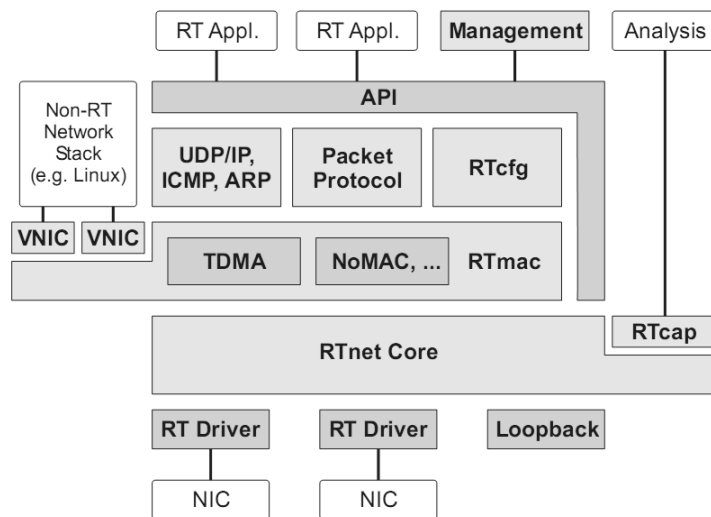 RT Appl.
RT Appl.
Management
Analysis
API
Non-RT
Network
Stack
(e.g. Linux)
UDP/IP,
ICMP, ARP
Packet
Protocol
RTcfg
VNIC
VNIC
TDMA
NoMAC, ...
RTmac
RTnet Core
RTcap
RT Driver
RT Driver
Loopback
NIC
NIC